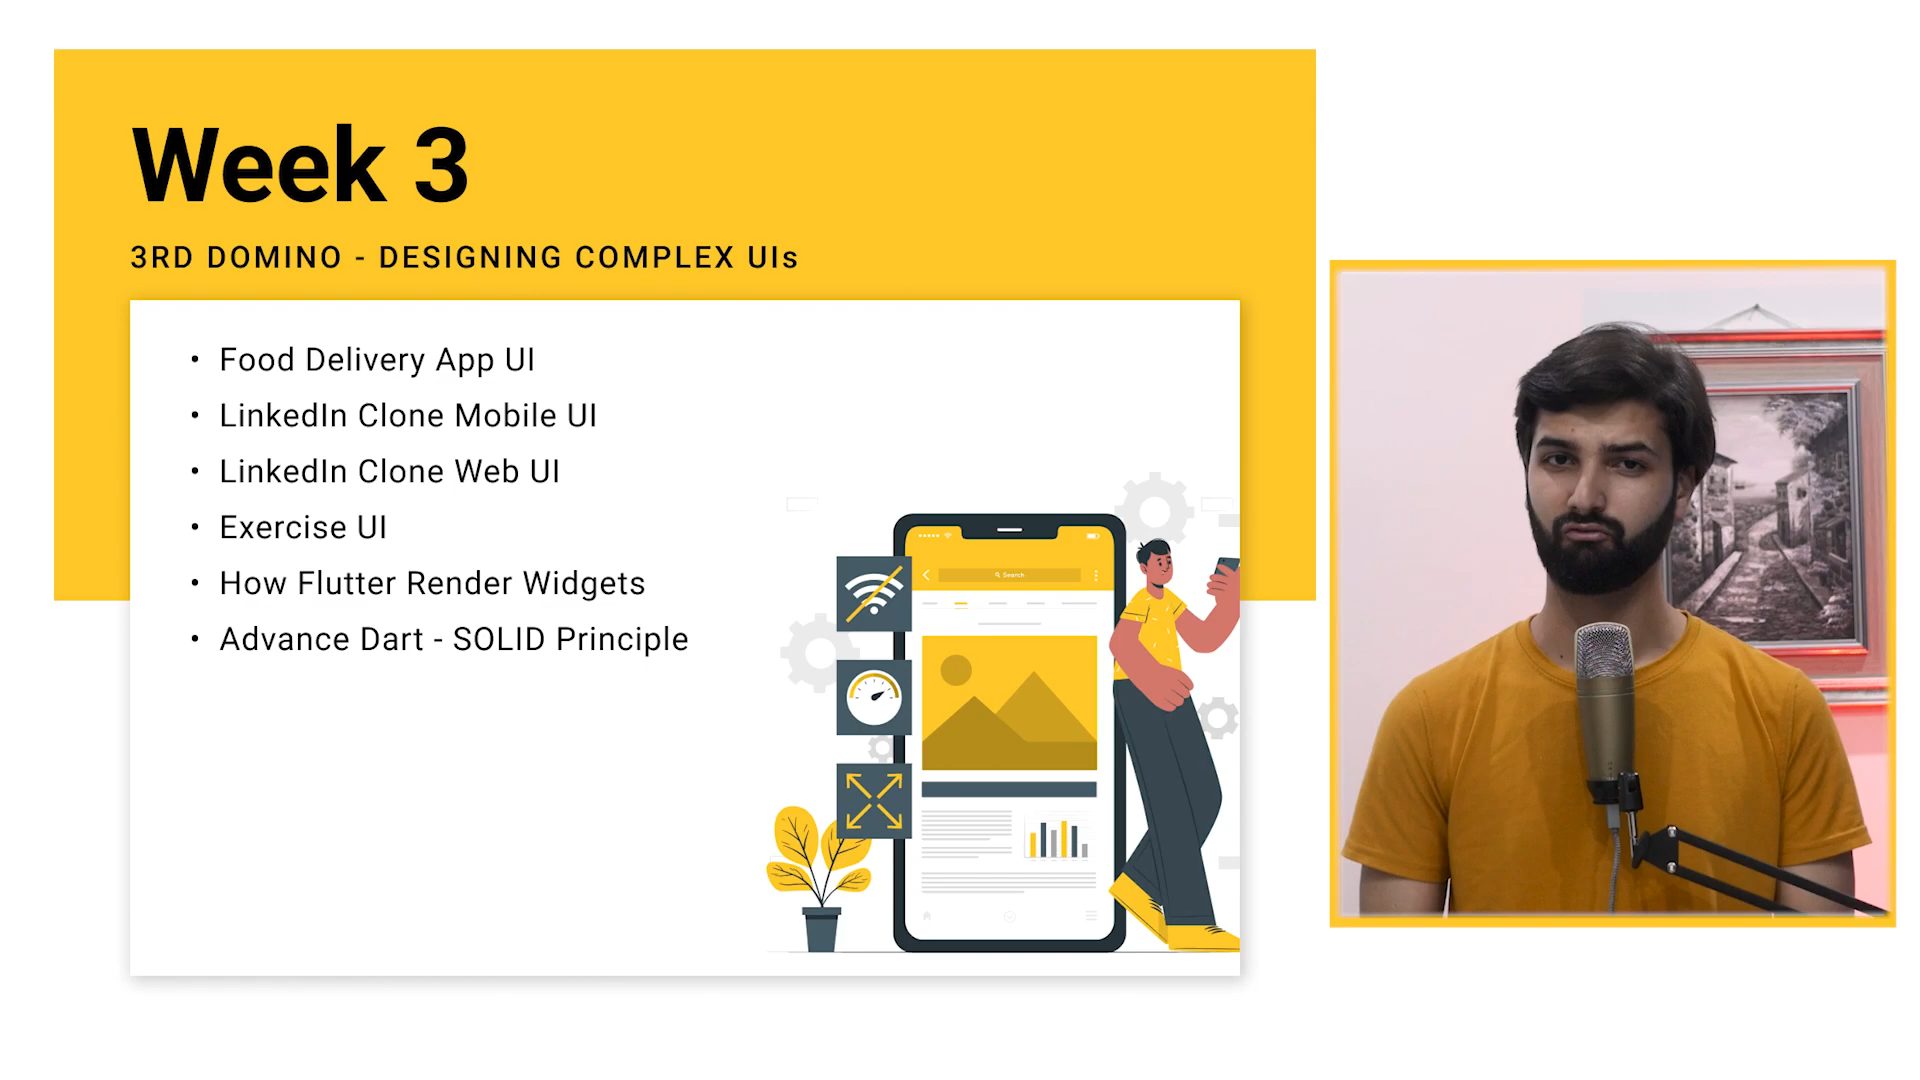 Week 3
3RD DOMINO - DESIGNING COMPLEX UIs
• Food Delivery App UI
• LinkedIn Clone Mobile UI
• LinkedIn Clone Web UI
• Exercise UI
• How Flutter Render Widgets
• Advance Dart - SOLID Principle
Search